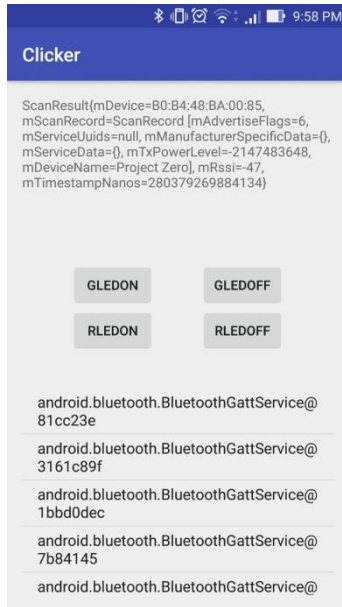 9:58 PM
Clicker
ScanResult{mDevice=B0:B4:48:BA:00:85,
mScanRecord=ScanRecord [mAdvertiseFlags=6,
mServiceUuids=null, mManufacturerSpecificData={},
mServiceData={}, mTxPowerLevel=-2147483648,
mDeviceName=Project Zero], mRssi=-47,
mTimestampNanos=280379269884134}
GLEDON GLEDOFF
RLEDON RLEDOFF
android.bluetooth.BluetoothGattService@
81cc23e
android.bluetooth.BluetoothGattService@
3161c89f
android.bluetooth.BluetoothGattService@
1bbd0dec
android.bluetooth.BluetoothGattService@
7b84145
android.bluetooth.BluetoothGattService@